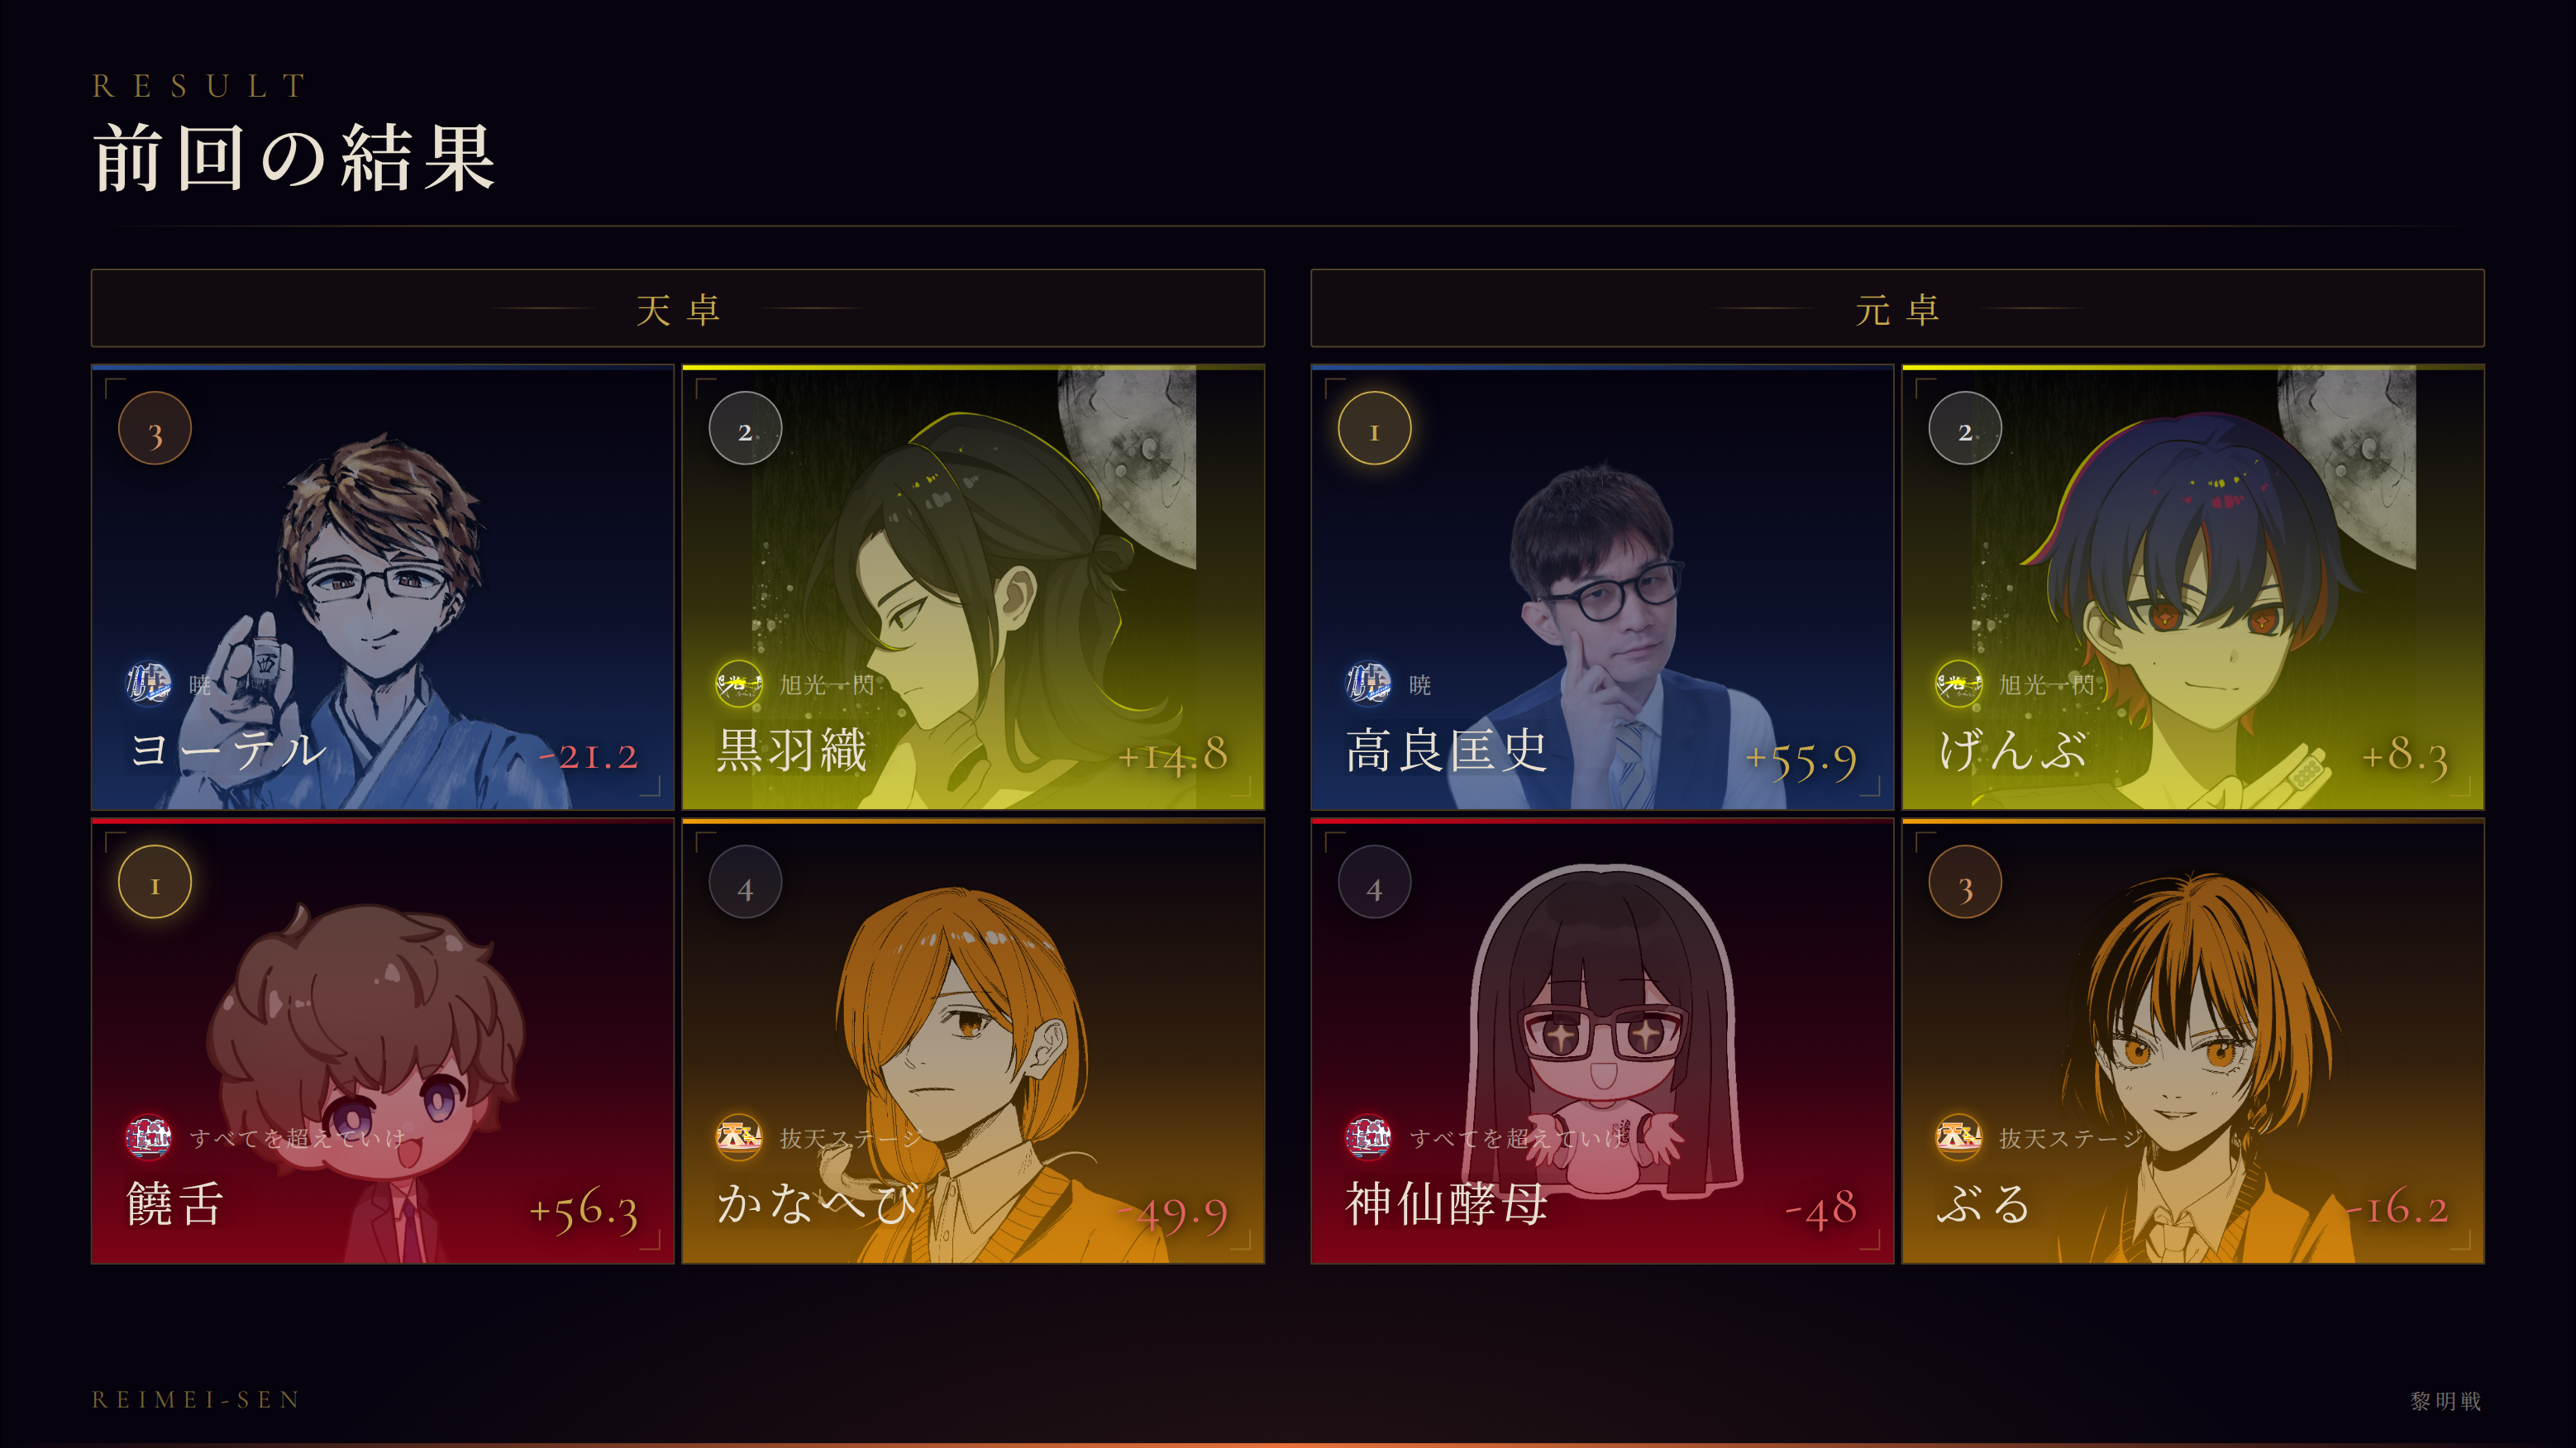 RESULT
前回の結果
天卓
3
暁
ヨーテル
-21.2
2
旭光一閃
黒羽織
+14.8
1
すべてを超えていけ
饒舌
+56.3
4
抜天ステージ
かなへび
-49.9
元卓
1
暁
高良匡史
+55.9
2
旭光一閃
げんぶ
+8.3
4
すべてを超えていけ
神仙酵母
-48
3
抜天ステージ
ぶる
-16.2
REIMEI-SEN
黎明戦